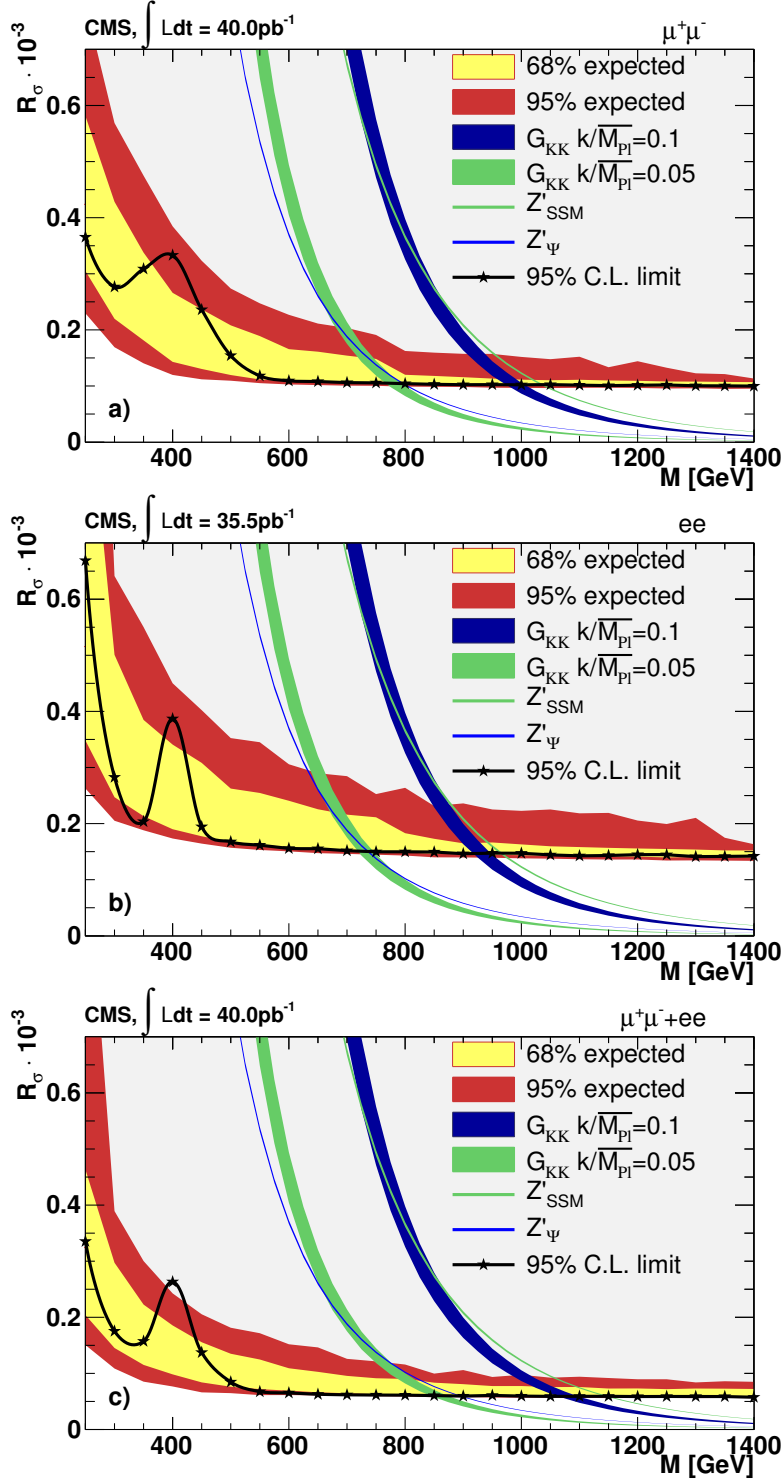 CMS, ∫ Ldt = 40.0pb⁻¹ μ⁺μ⁻
68% expected
95% expected
G_KK k/M̅_Pl=0.1
G_KK k/M̅_Pl=0.05
Z'_SSM
Z'_Ψ
95% C.L. limit
R_σ · 10⁻³
0.6
0.4
0.2
0
a)
400 600 800 1000 1200 1400
M [GeV]
CMS, ∫ Ldt = 35.5pb⁻¹ ee
68% expected
95% expected
G_KK k/M̅_Pl=0.1
G_KK k/M̅_Pl=0.05
Z'_SSM
Z'_Ψ
95% C.L. limit
R_σ · 10⁻³
0.6
0.4
0.2
0
b)
400 600 800 1000 1200 1400
M [GeV]
CMS, ∫ Ldt = 40.0pb⁻¹ μ⁺μ⁻+ee
68% expected
95% expected
G_KK k/M̅_Pl=0.1
G_KK k/M̅_Pl=0.05
Z'_SSM
Z'_Ψ
95% C.L. limit
R_σ · 10⁻³
0.6
0.4
0.2
0
c)
400 600 800 1000 1200 1400
M [GeV]